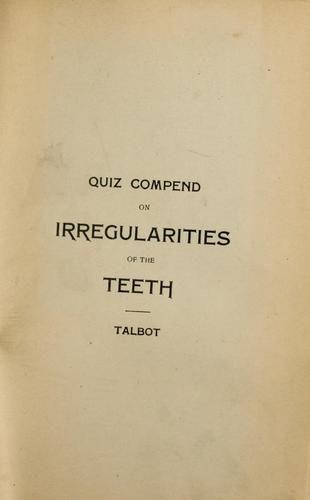 QUIZ COMPEND
ON
IRREGULARITIES
OF THE
TEETH
TALBOT